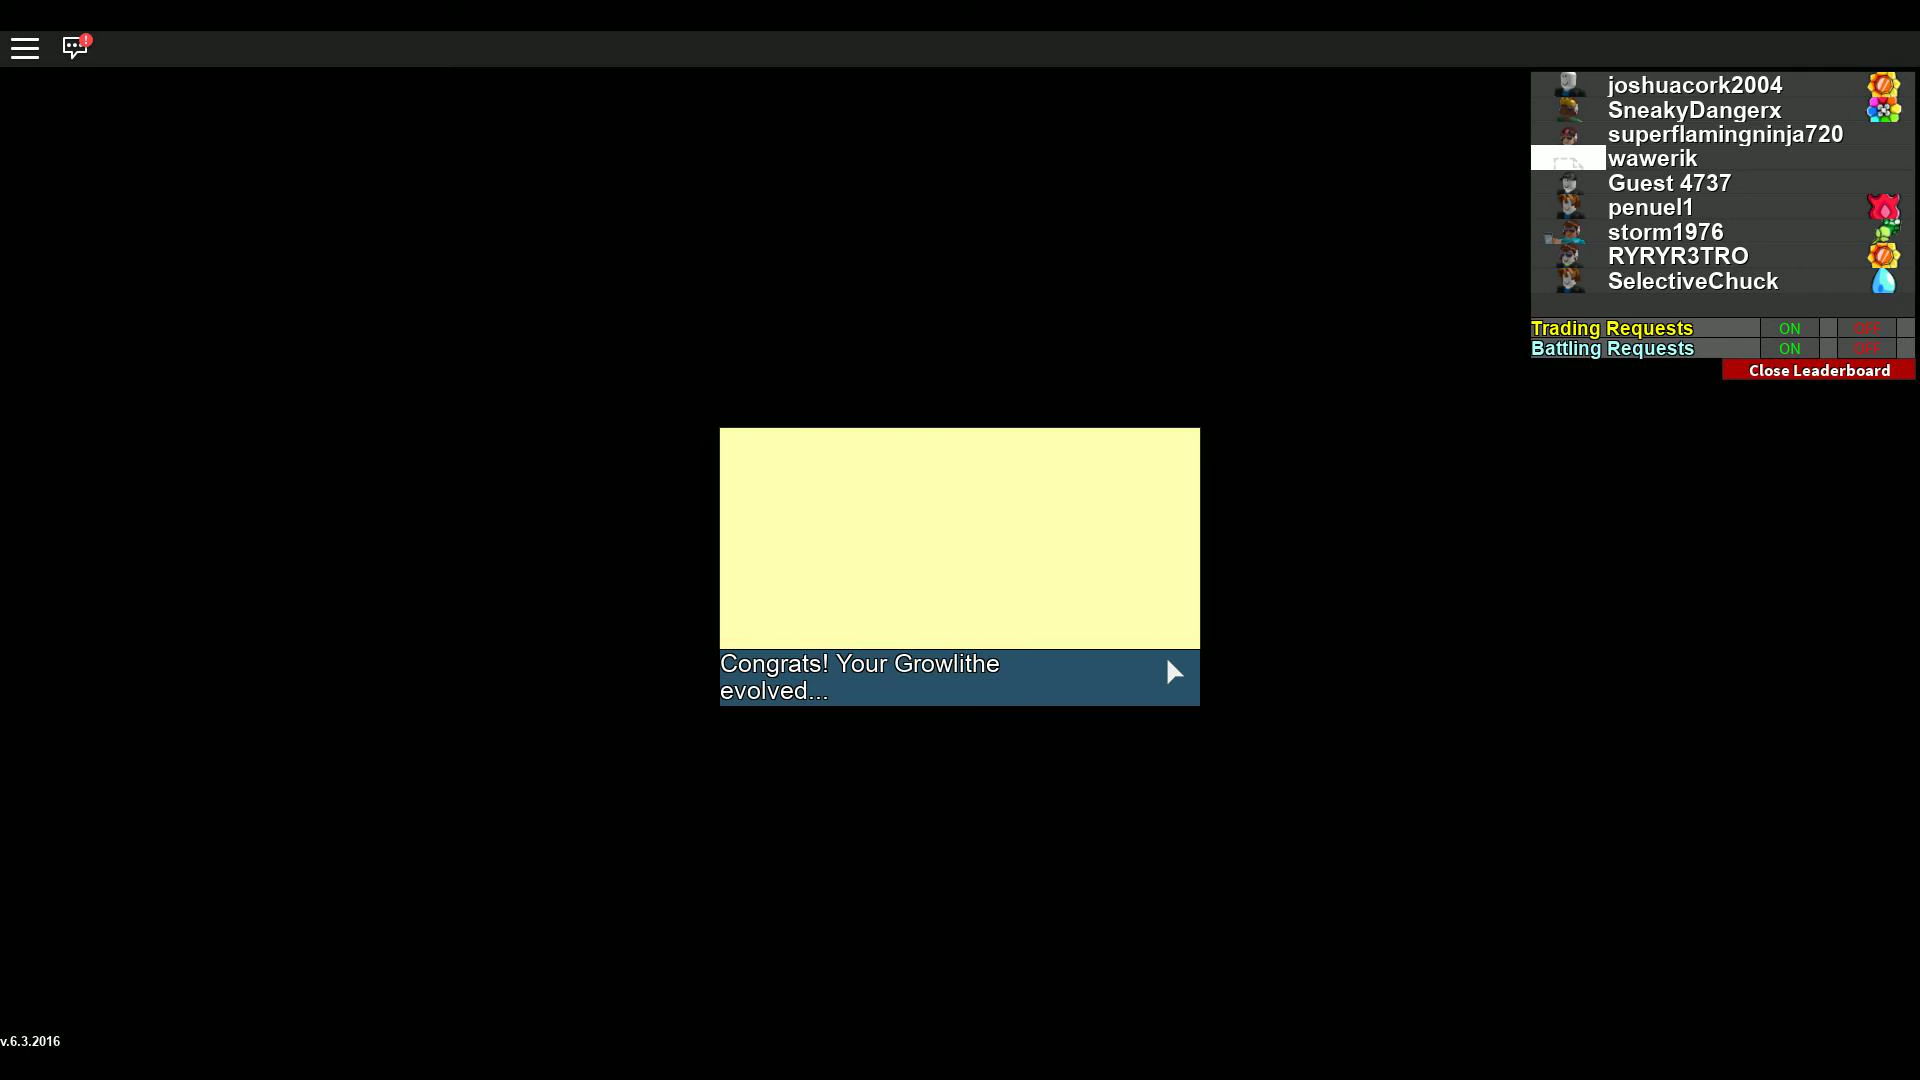 joshuacork2004
SneakyDangerx
superflamingninja720
wawerik
Guest 4737
penuel1
storm1976
RYRYR3TRO
SelectiveChuck
Trading Requests ON OFF
Battling Requests ON OFF
Close Leaderboard
Congrats! Your Growlithe
evolved...
v.6.3.2016